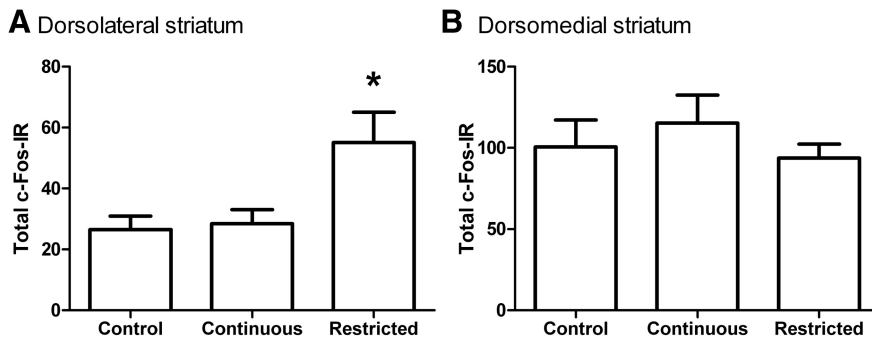 A Dorsolateral striatum
Total c-Fos-IR
80
60
40
20
0
*
Control Continuous Restricted
B Dorsomedial striatum
Total c-Fos-IR
150
100
50
0
Control Continuous Restricted